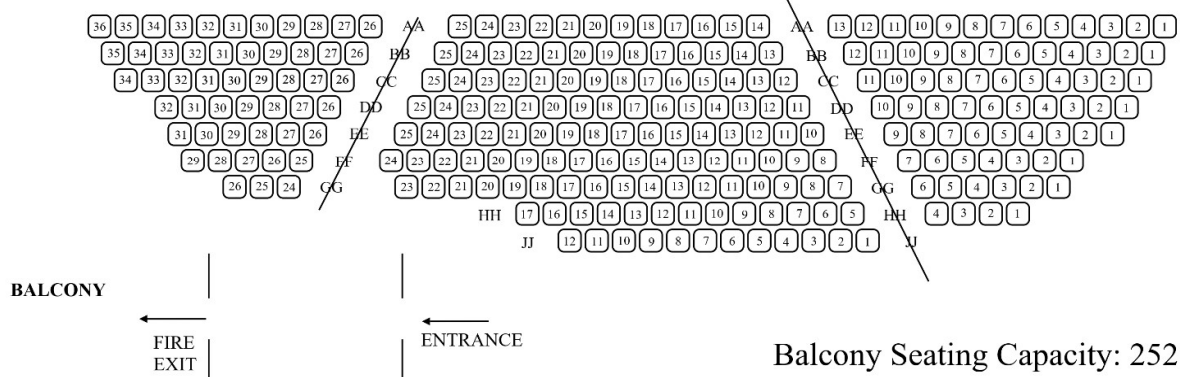 36 35 34 33 32 31 30 29 28 27 26 AA 25 24 23 22 21 20 19 18 17 16 15 14 AA 13 12 11 10 9 8 7 6 5 4 3 2 1
35 34 33 32 31 30 29 28 27 26 BB 25 24 23 22 21 20 19 18 17 16 15 14 13 BB 12 11 10 9 8 7 6 5 4 3 2 1
34 33 32 31 30 29 28 27 26 CC 25 24 23 22 21 20 19 18 17 16 15 14 13 12 CC 11 10 9 8 7 6 5 4 3 2 1
32 31 30 29 28 27 26 DD 25 24 23 22 21 20 19 18 17 16 15 14 13 12 11 DD 10 9 8 7 6 5 4 3 2 1
31 30 29 28 27 26 EE 25 24 23 22 21 20 19 18 17 16 15 14 13 12 11 10 EE 9 8 7 6 5 4 3 2 1
29 28 27 26 25 FF 24 23 22 21 20 19 18 17 16 15 14 13 12 11 10 9 8 FF 7 6 5 4 3 2 1
26 25 24 GG 23 22 21 20 19 18 17 16 15 14 13 12 11 10 9 8 7 GG 6 5 4 3 2 1
HH 17 16 15 14 13 12 11 10 9 8 7 6 5 HH 4 3 2 1
JJ 12 11 10 9 8 7 6 5 4 3 2 1 JJ
BALCONY
FIRE
EXIT
ENTRANCE
Balcony Seating Capacity: 252